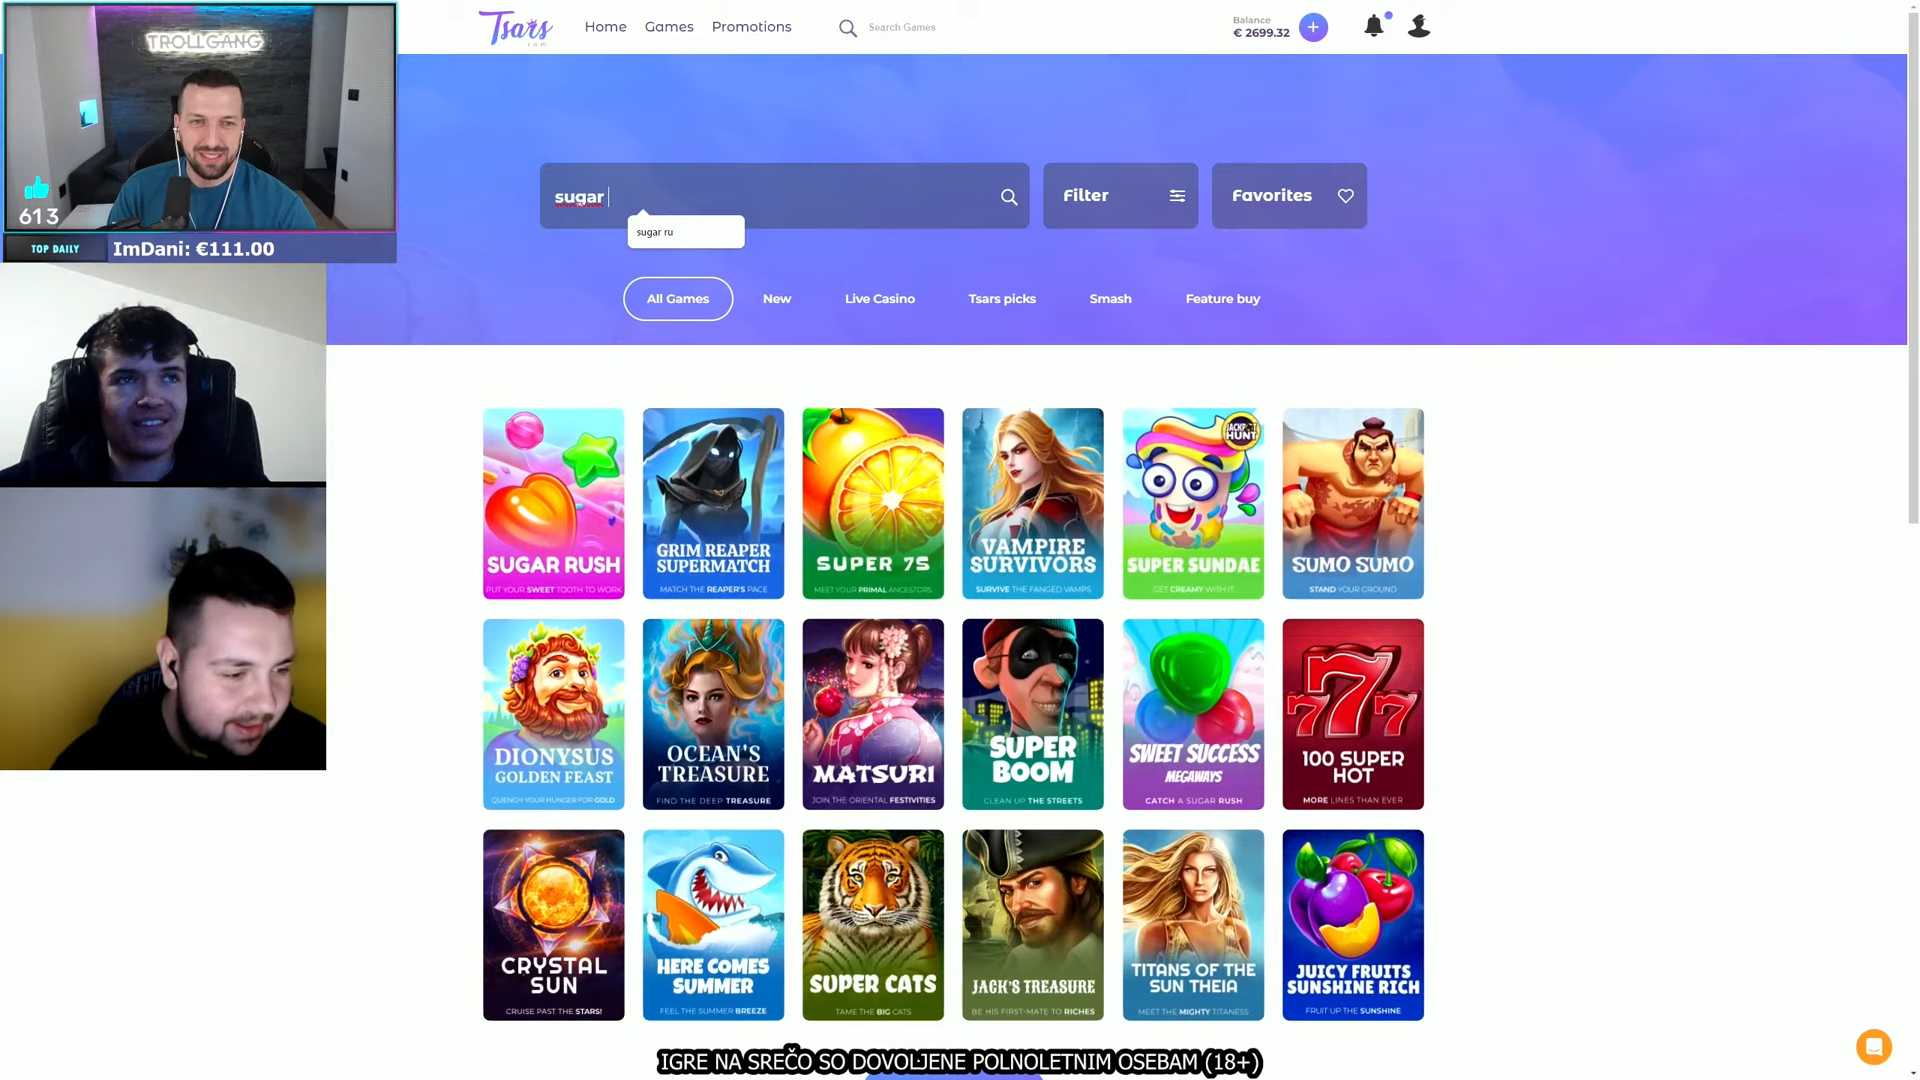 TROLLGANG
613
TOP DAILY
ImDani: €111.00
Tsars
.com
Home
Games
Promotions
Search Games
Balance
€ 2699.32
sugar
sugar ru
Filter
Favorites
All Games
New
Live Casino
Tsars picks
Smash
Feature buy
SUGAR RUSH
PUT YOUR SWEET TOOTH TO WORK
GRIM REAPER
SUPERMATCH
MATCH THE REAPER'S PACE
SUPER 7S
MEET YOUR PRIMAL ANCESTORS
VAMPIRE
SURVIVORS
SURVIVE THE FANGED VAMPS
JACKPOT
HUNT
SUPER SUNDAE
GET CREAMY WITH IT
SUMO SUMO
STAND YOUR GROUND
DIONYSUS
GOLDEN FEAST
QUENCH YOUR HUNGER FOR GOLD
OCEAN'S
TREASURE
FIND THE DEEP TREASURE
MATSURI
JOIN THE ORIENTAL FESTIVITIES
SUPER
BOOM
CLEAN UP THE STREETS
SWEET SUCCESS
MEGAWAYS
CATCH A SUGAR RUSH
777
100 SUPER
HOT
MORE LINES THAN EVER
CRYSTAL
SUN
CRUISE PAST THE STARS!
HERE COMES
SUMMER
FEEL THE SUMMER BREEZE
SUPER CATS
TAME THE BIG CATS
JACK'S TREASURE
BE HIS FIRST-MATE TO RICHES
TITANS OF THE
SUN THEIA
MEET THE MIGHTY TITANESS
JUICY FRUITS
SUNSHINE RICH
FRUIT UP THE SUNSHINE
IGRE NA SREČO SO DOVOLJENE POLNOLETNIM OSEBAM (18+)